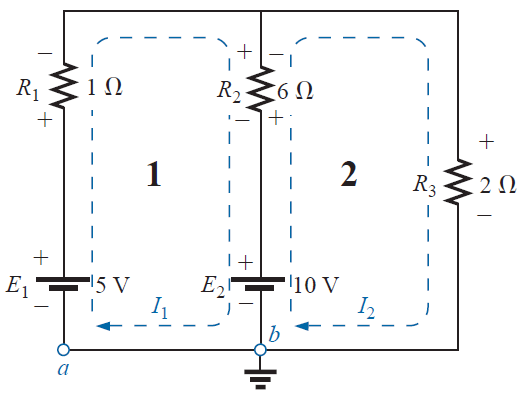 − + −
R₁ 1 Ω R₂ 6 Ω
+ − +
1 2
+
R₃ 2 Ω
−
+ +
E₁ 5 V E₂ 10 V
− −
I₁ I₂
a b